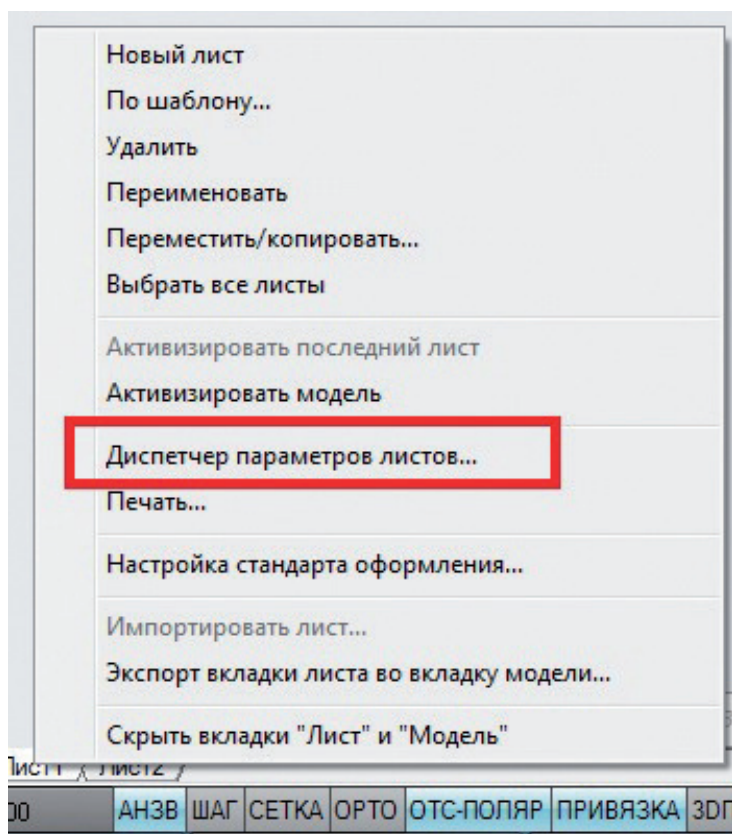 Новый лист
По шаблону...
Удалить
Переименовать
Переместить/копировать...
Выбрать все листы
Активизировать последний лист
Активизировать модель
Диспетчер параметров листов...
Печать...
Настройка стандарта оформления...
Импортировать лист...
Экспорт вкладки листа во вкладку модели...
Скрыть вкладки "Лист" и "Модель"
Лист1 Лист2
00 АНЗВ ШАГ СЕТКА ОРТО ОТС-ПОЛЯР ПРИВЯЗКА